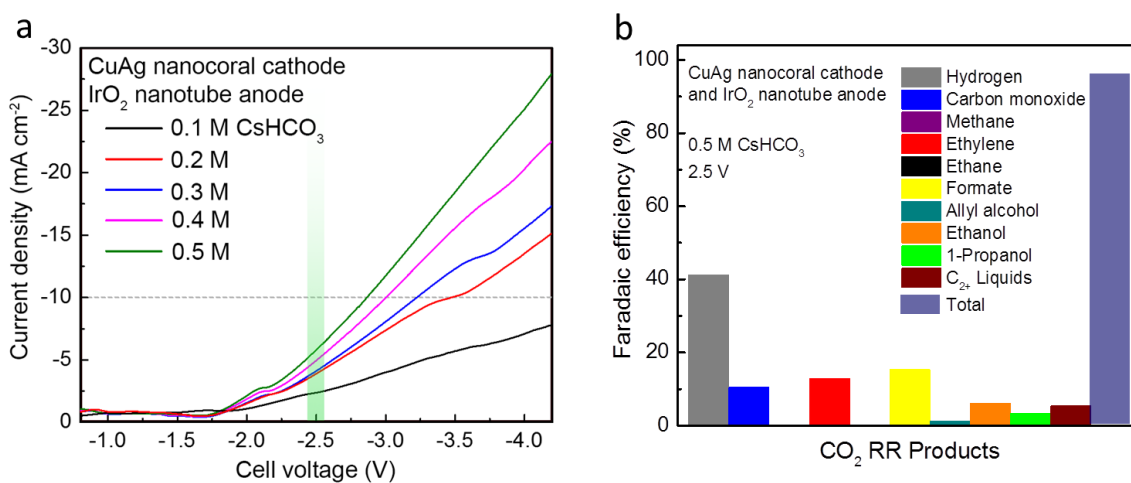 a
-30
-25
-20
-15
-10
-5
0
Current density (mA cm⁻²)
CuAg nanocoral cathode
IrO₂ nanotube anode
0.1 M CsHCO₃
0.2 M
0.3 M
0.4 M
0.5 M
-1.0 -1.5 -2.0 -2.5 -3.0 -3.5 -4.0
Cell voltage (V)
b
100
80
60
40
20
0
Faradaic efficiency (%)
CuAg nanocoral cathode
and IrO₂ nanotube anode
0.5 M CsHCO₃
2.5 V
Hydrogen
Carbon monoxide
Methane
Ethylene
Ethane
Formate
Allyl alcohol
Ethanol
1-Propanol
C₂₊ Liquids
Total
CO₂ RR Products